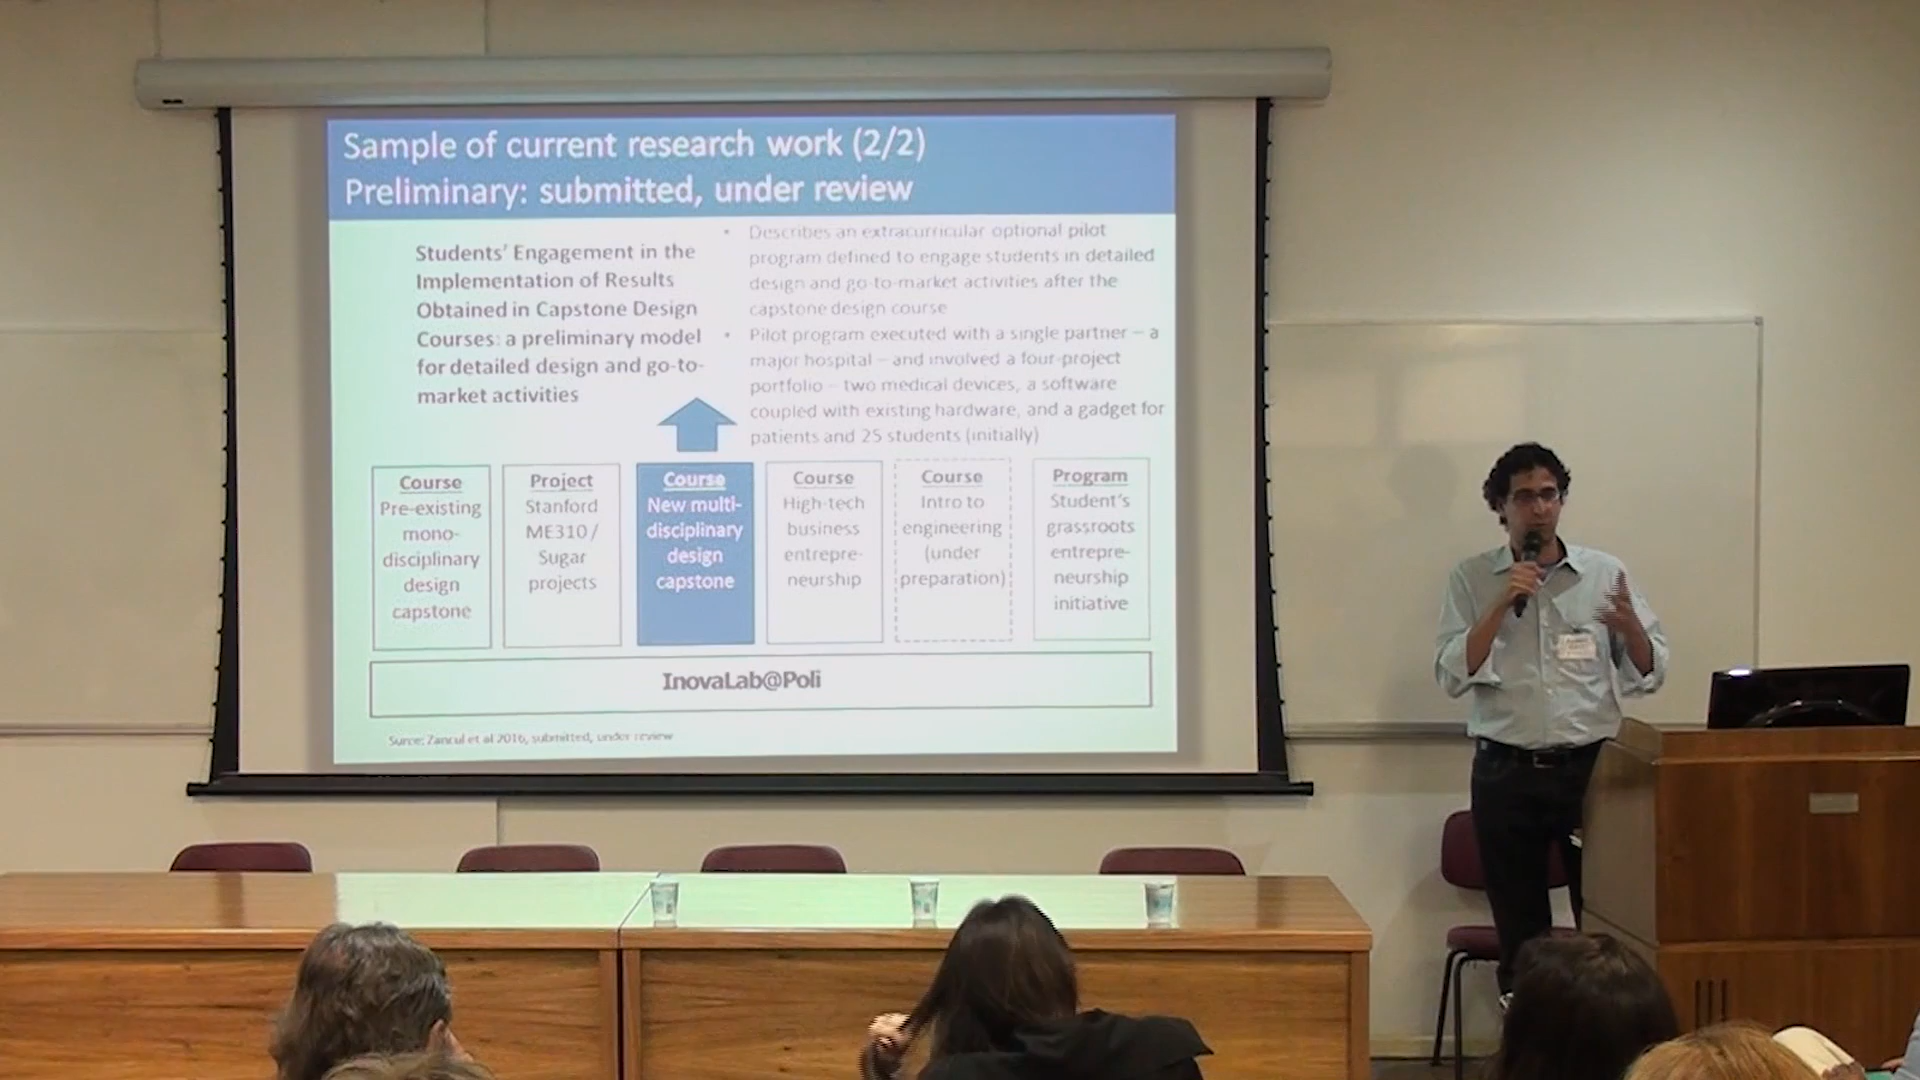 Sample of current research work (2/2)
Preliminary: submitted, under review
Students' Engagement in the
Implementation of Results
Obtained in Capstone Design
Courses: a preliminary model
for detailed design and go-to-
market activities
• Describes an extracurricular optional pilot
program defined to engage students in detailed
design and go-to-market activities after the
capstone design course
• Pilot program executed with a single partner – a
major hospital – and involved a four-project
portfolio – two medical devices, a software
coupled with existing hardware, and a gadget for
patients and 25 students (initially)
Course
Pre-existing
mono-
disciplinary
design
capstone
Project
Stanford
ME310 /
Sugar
projects
Course
New multi-
disciplinary
design
capstone
Course
High-tech
business
entrepre-
neurship
Course
Intro to
engineering
(under
preparation)
Program
Student's
grassroots
entrepre-
neurship
initiative
InovaLab@Poli
Surce: Zancul et al 2016, submitted, under review